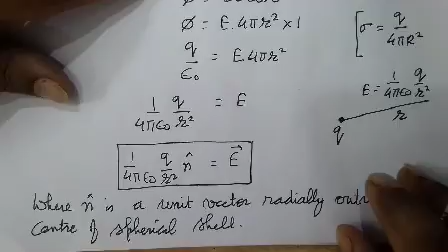 ∅ = E.4πr² × 1
q/ε₀ = E.4πr²
1/4πε₀ q/r² = E
1/4πε₀ q/r² n̂ = E⃗
Where n̂ is a unit vector radially
Centre of spherical shell.
σ = q/4πR²
E = 1/4πε₀ q/r²
r
q